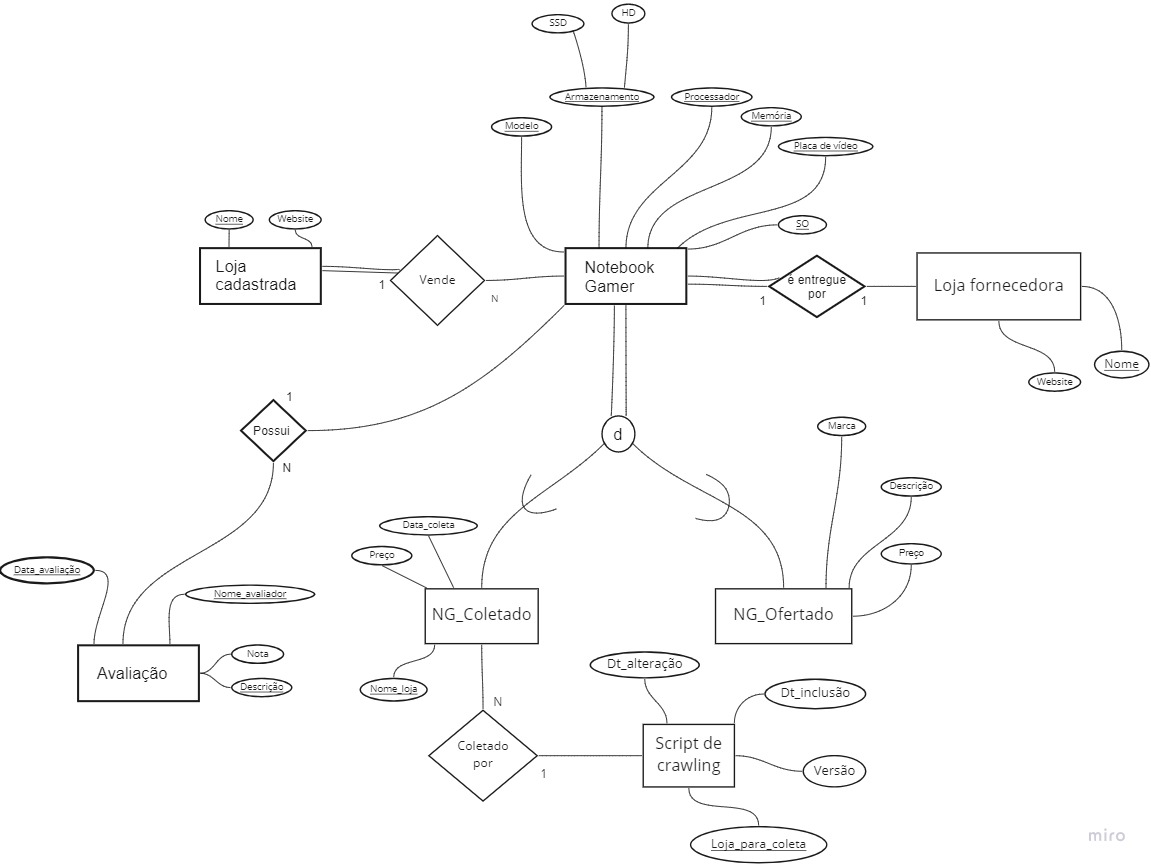 HD
SSD
Armazenamento
Processador
Memória
Modelo
Placa de vídeo
Nome
Website
SO
Loja
cadastrada
1
Vende
N
Notebook
Gamer
é entregue
por
1
1
Loja fornecedora
Nome
Website
1
Possui
N
d
Marca
Descrição
Preço
Data_coleta
Preço
NG_Coletado
NG_Ofertado
Data_avaliação
Nome_avaliador
Avaliação
Nota
Descrição
Nome_loja
Dt_alteração
Dt_inclusão
N
Coletado
por
1
Script de
crawling
Versão
Loja_para_coleta
miro